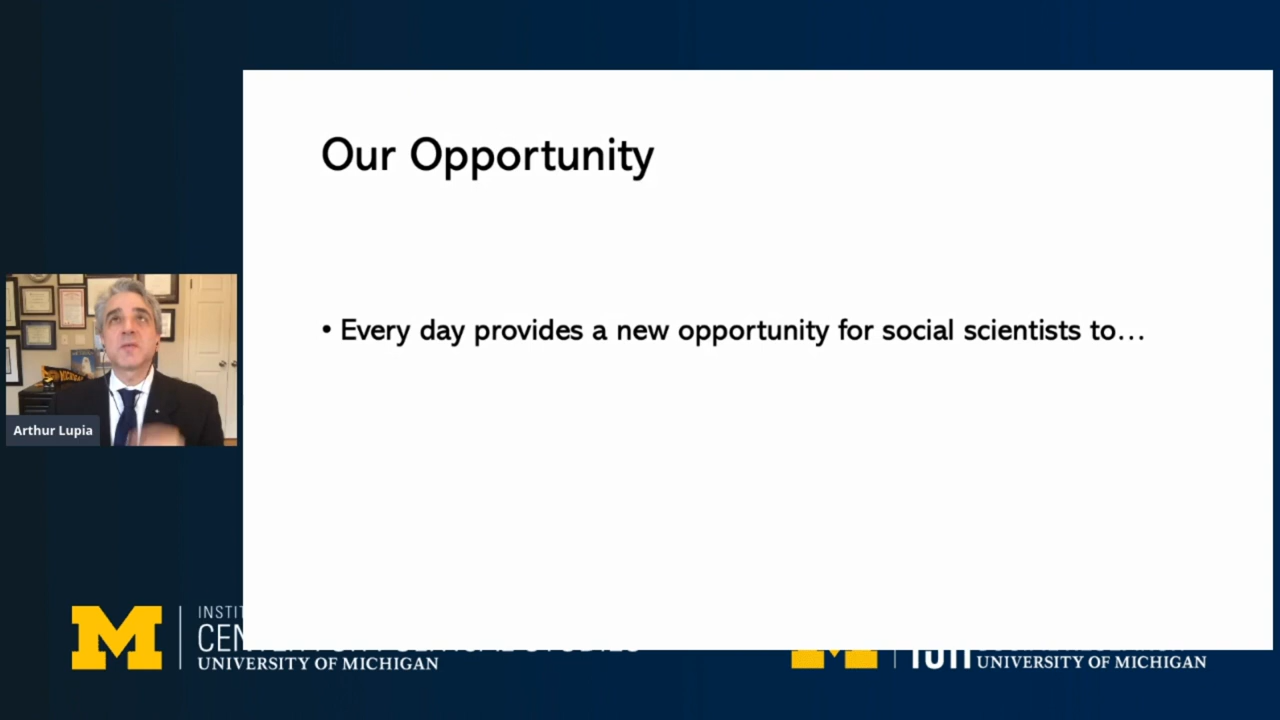 Our Opportunity
• Every day provides a new opportunity for social scientists to…
Arthur Lupia
M
UNIVERSITY OF MICHIGAN
UNIVERSITY OF MICHIGAN